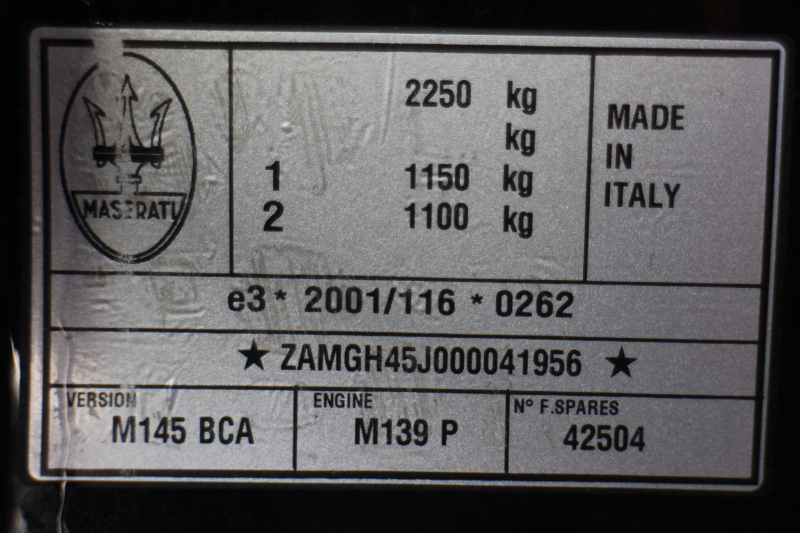 MASERATI
2250 kg
kg
1 1150 kg
2 1100 kg
MADE
IN
ITALY
e3* 2001/116 * 0262
★ ZAMGH45J000041956 ★
VERSION
M145 BCA
ENGINE
M139 P
Nº F.SPARES
42504